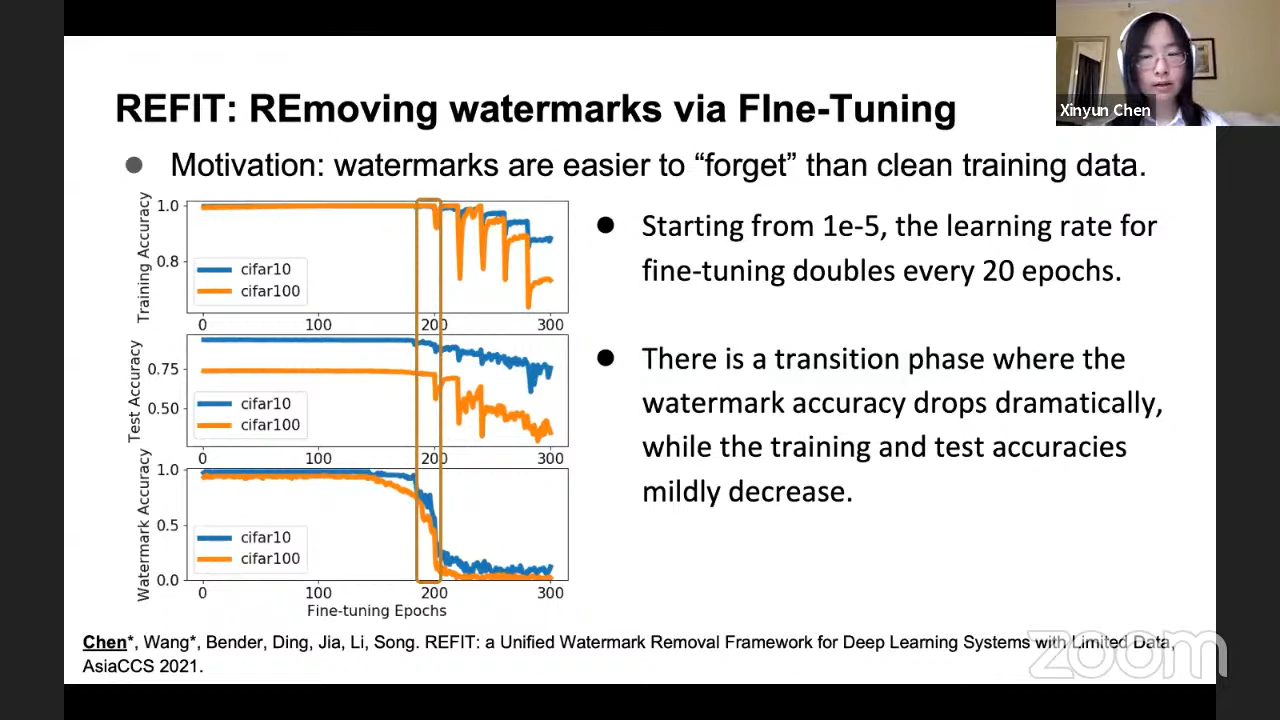 Xinyun Chen
REFIT: REmoving watermarks via FIne-Tuning
● Motivation: watermarks are easier to “forget” than clean training data.
Training Accuracy
1.0
0.8
cifar10
cifar100
0 100 200 300
Test Accuracy
0.75
0.50
cifar10
cifar100
0 100 200 300
Watermark Accuracy
1.0
0.5
0.0
cifar10
cifar100
0 100 200 300
Fine-tuning Epochs
● Starting from 1e-5, the learning rate for
fine-tuning doubles every 20 epochs.
● There is a transition phase where the
watermark accuracy drops dramatically,
while the training and test accuracies
mildly decrease.
Chen*, Wang*, Bender, Ding, Jia, Li, Song. REFIT: a Unified Watermark Removal Framework for Deep Learning Systems with Limited Data,
AsiaCCS 2021.
zoom